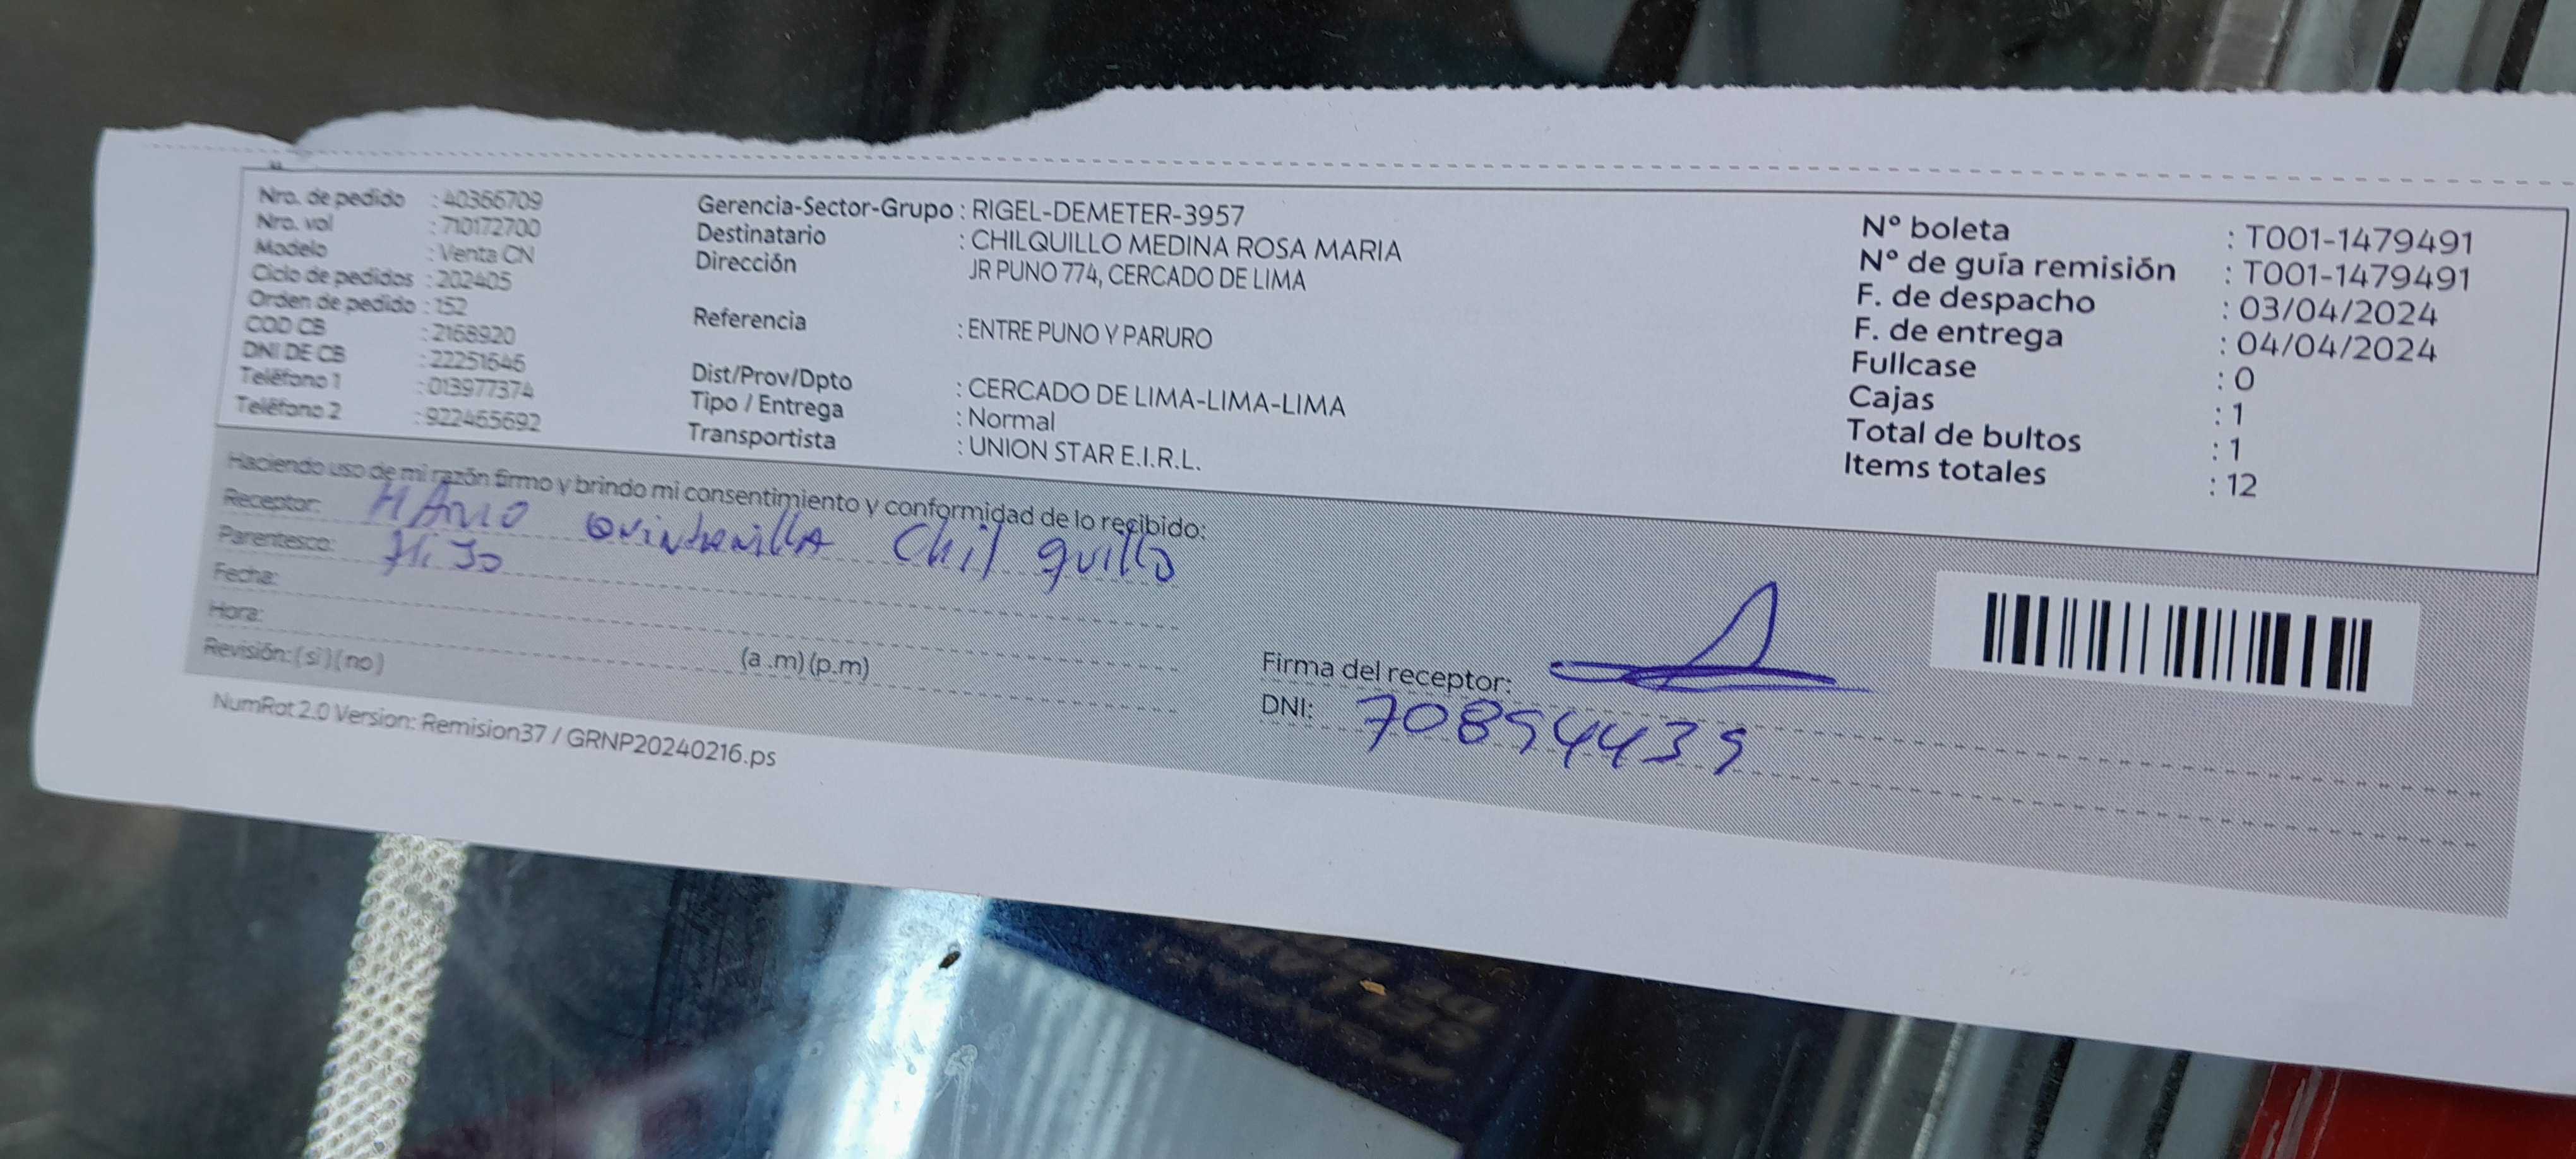 Nro. de pedido : 40366709
Nro. vol : 710172700
Modelo : Venta CN
Ciclo de pedidos : 202405
Orden de pedido : 152
COD CB : 2168920
DNI DE CB : 22251646
Teléfono 1 : 013977374
Teléfono 2 : 922465692
Gerencia-Sector-Grupo : RIGEL-DEMETER-3957
Destinatario : CHILQUILLO MEDINA ROSA MARIA
Dirección JR PUNO 774, CERCADO DE LIMA
Referencia : ENTRE PUNO Y PARURO
Dist/Prov/Dpto : CERCADO DE LIMA-LIMA-LIMA
Tipo / Entrega : Normal
Transportista : UNION STAR E.I.R.L.
Nº boleta : T001-1479491
Nº de guía remisión : T001-1479491
F. de despacho : 03/04/2024
F. de entrega : 04/04/2024
Fullcase : 0
Cajas : 1
Total de bultos : 1
Items totales : 12
Haciendo uso de mi razón firmo y brindo mi consentimiento y conformidad de lo recibido:
Receptor: Quintanilla Chilquillo
Parentesco: Hijo
Fecha:
Hora: (a.m)(p.m)
Revisión:(si)(no)
Firma del receptor:
DNI: 70894439
NumRot 2.0 Version: Remision37 / GRNP20240216.ps